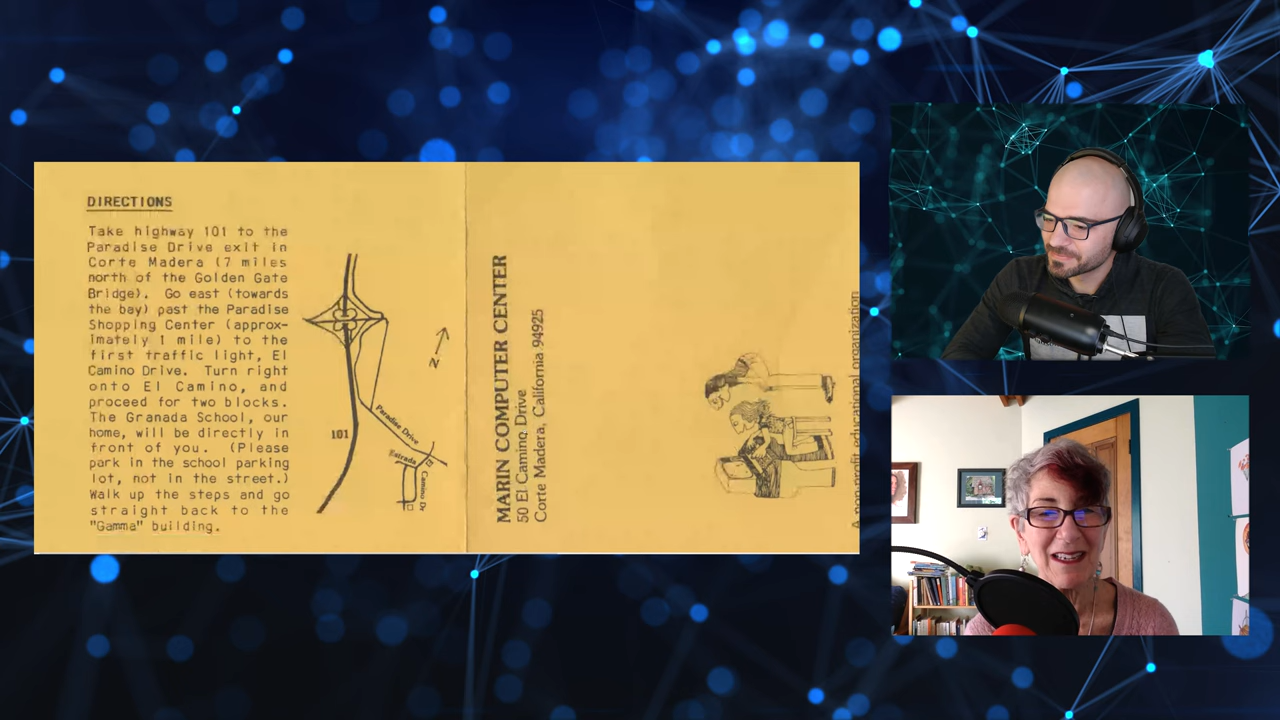 DIRECTIONS
Take highway 101 to the
Paradise Drive exit in
Corte Madera (7 miles
north of the Golden Gate
Bridge). Go east (towards
the bay) past the Paradise
Shopping Center (approx-
imately 1 mile) to the
first traffic light, El
Camino Drive. Turn right
onto El Camino, and
proceed for two blocks.
The Granada School, our
home, will be directly in
front of you. (Please
park in the school parking
lot, not in the street.)
Walk up the steps and go
straight back to the
"Gamma" building.
N
101
Paradise Drive
Camino Dr
MARIN COMPUTER CENTER
50 El Camino Drive
Corte Madera, California 94925
A non-profit educational organization